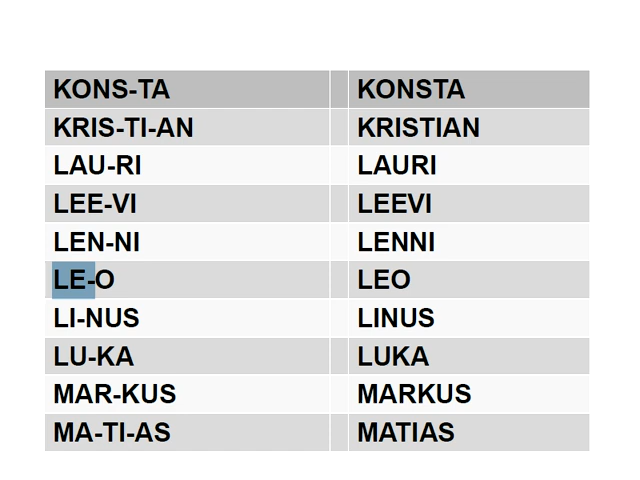 KONS-TA KONSTA
KRIS-TI-AN KRISTIAN
LAU-RI LAURI
LEE-VI LEEVI
LEN-NI LENNI
LE-O LEO
LI-NUS LINUS
LU-KA LUKA
MAR-KUS MARKUS
MA-TI-AS MATIAS